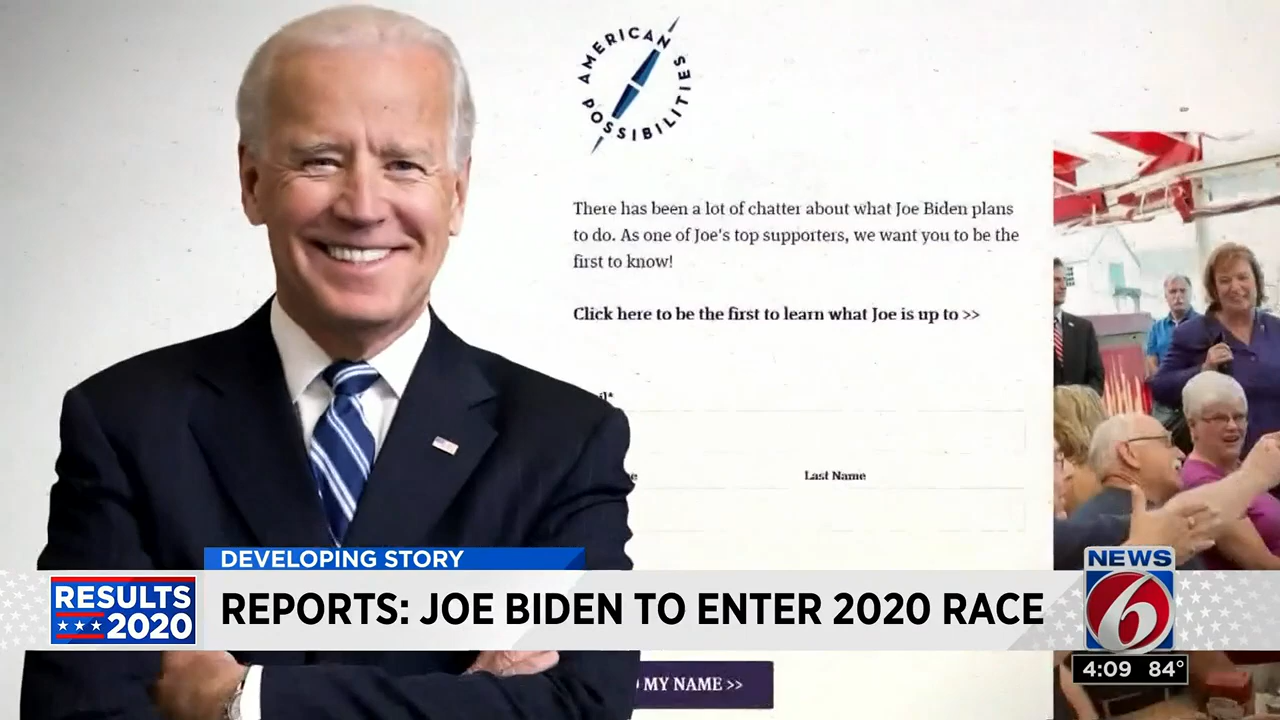 AMERICAN
POSSIBILITIES
There has been a lot of chatter about what Joe Biden plans
to do. As one of Joe's top supporters, we want you to be the
first to know!
Click here to be the first to learn what Joe is up to >>
Last Name
DEVELOPING STORY
RESULTS
2020
REPORTS: JOE BIDEN TO ENTER 2020 RACE
NEWS
6
4:09 84°
MY NAME >>